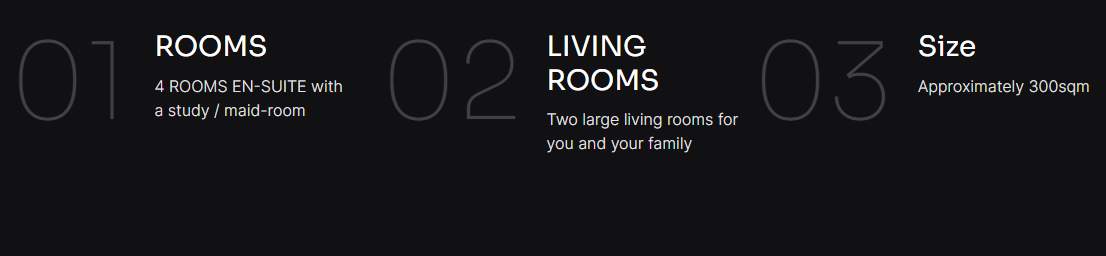 01
ROOMS
4 ROOMS EN-SUITE with
a study / maid-room
02
LIVING
ROOMS
Two large living rooms for
you and your family
03
Size
Approximately 300sqm